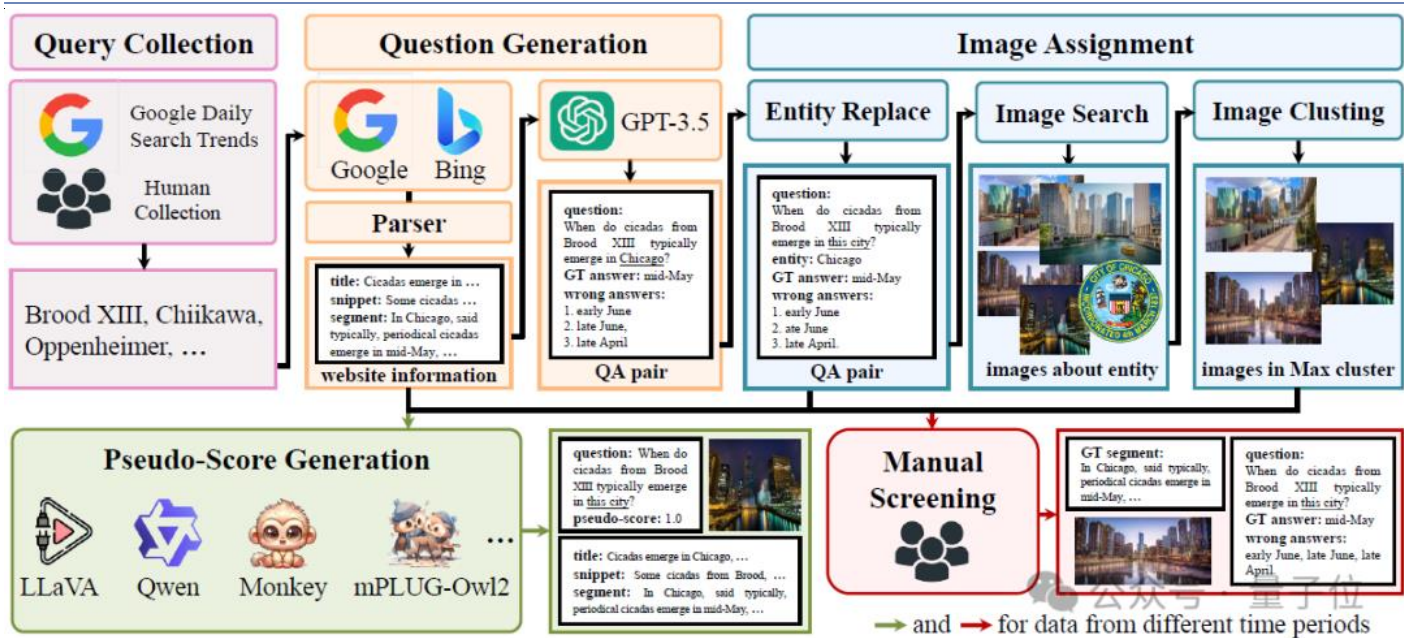 Query Collection
Google Daily
Search Trends
Human
Collection
Brood XIII, Chiikawa,
Oppenheimer, …
Question Generation
Google
Bing
Parser
title: Cicadas emerge in …
snippet: Some cicadas …
segment: In Chicago, said
typically, periodical cicadas
emerge in mid-May, …
website information
GPT-3.5
question:
When do cicadas from
Brood XIII typically
emerge in Chicago?
GT answer: mid-May
wrong answers:
1. early June
2. late June,
3. late April
QA pair
Image Assignment
Entity Replace
question:
When do cicadas from
Brood XIII typically
emerge in this city?
entity: Chicago
GT answer: mid-May
wrong answers:
1. early June
2. ate June
3. late April.
QA pair
Image Search
CITY OF CHICAGO
INCORPORATED 4th MARCH 1837
images about entity
Image Clusting
images in Max cluster
Pseudo-Score Generation
LLaVA
Qwen
Monkey
mPLUG-Owl2
…
question: When do
cicadas from Brood
XIII typically emerge
in this city?
pseudo-score: 1.0
title: Cicadas emerge in Chicago, …
snippet: Some cicadas from Brood, …
segment: In Chicago, said typically,
periodical cicadas emerge in mid-May, …
Manual
Screening
GT segment:
In Chicago, said typically,
periodical cicadas emerge in
mid-May, …
question:
When do cicadas from
Brood XIII typically
emerge in this city?
GT answer: mid-May
wrong answers:
early June, late June, late
April.
公众号 · 量子位
and
for data from different time periods